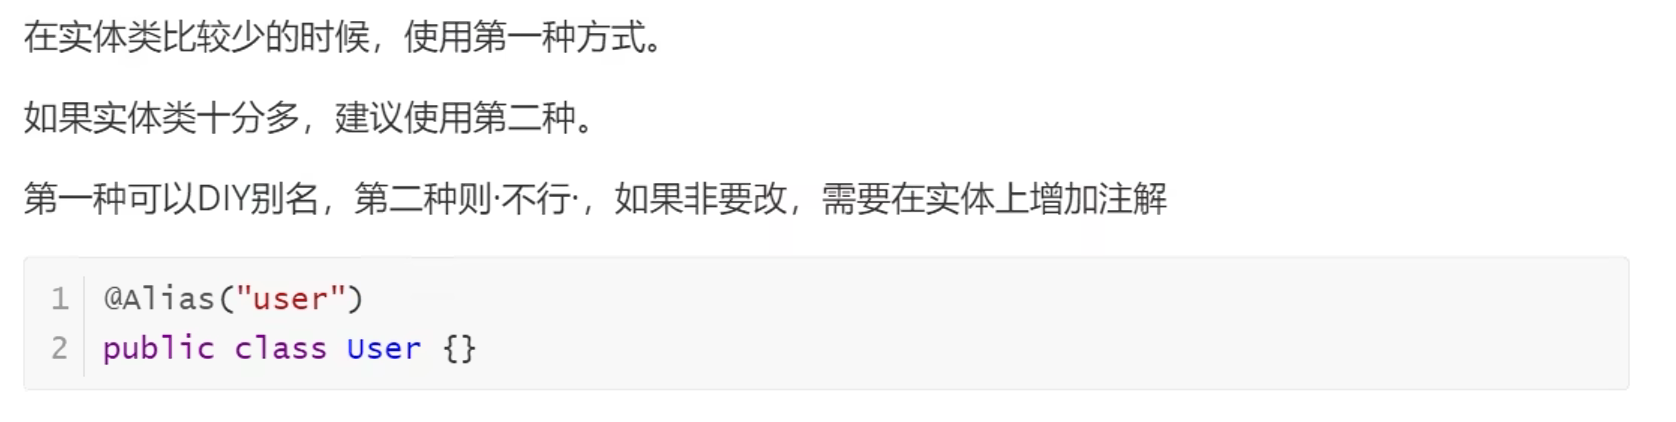 在实体类比较少的时候，使用第一种方式。
如果实体类十分多，建议使用第二种。
第一种可以DIY别名，第二种则·不行·，如果非要改，需要在实体上增加注解
1 @Alias("user")
2 public class User {}